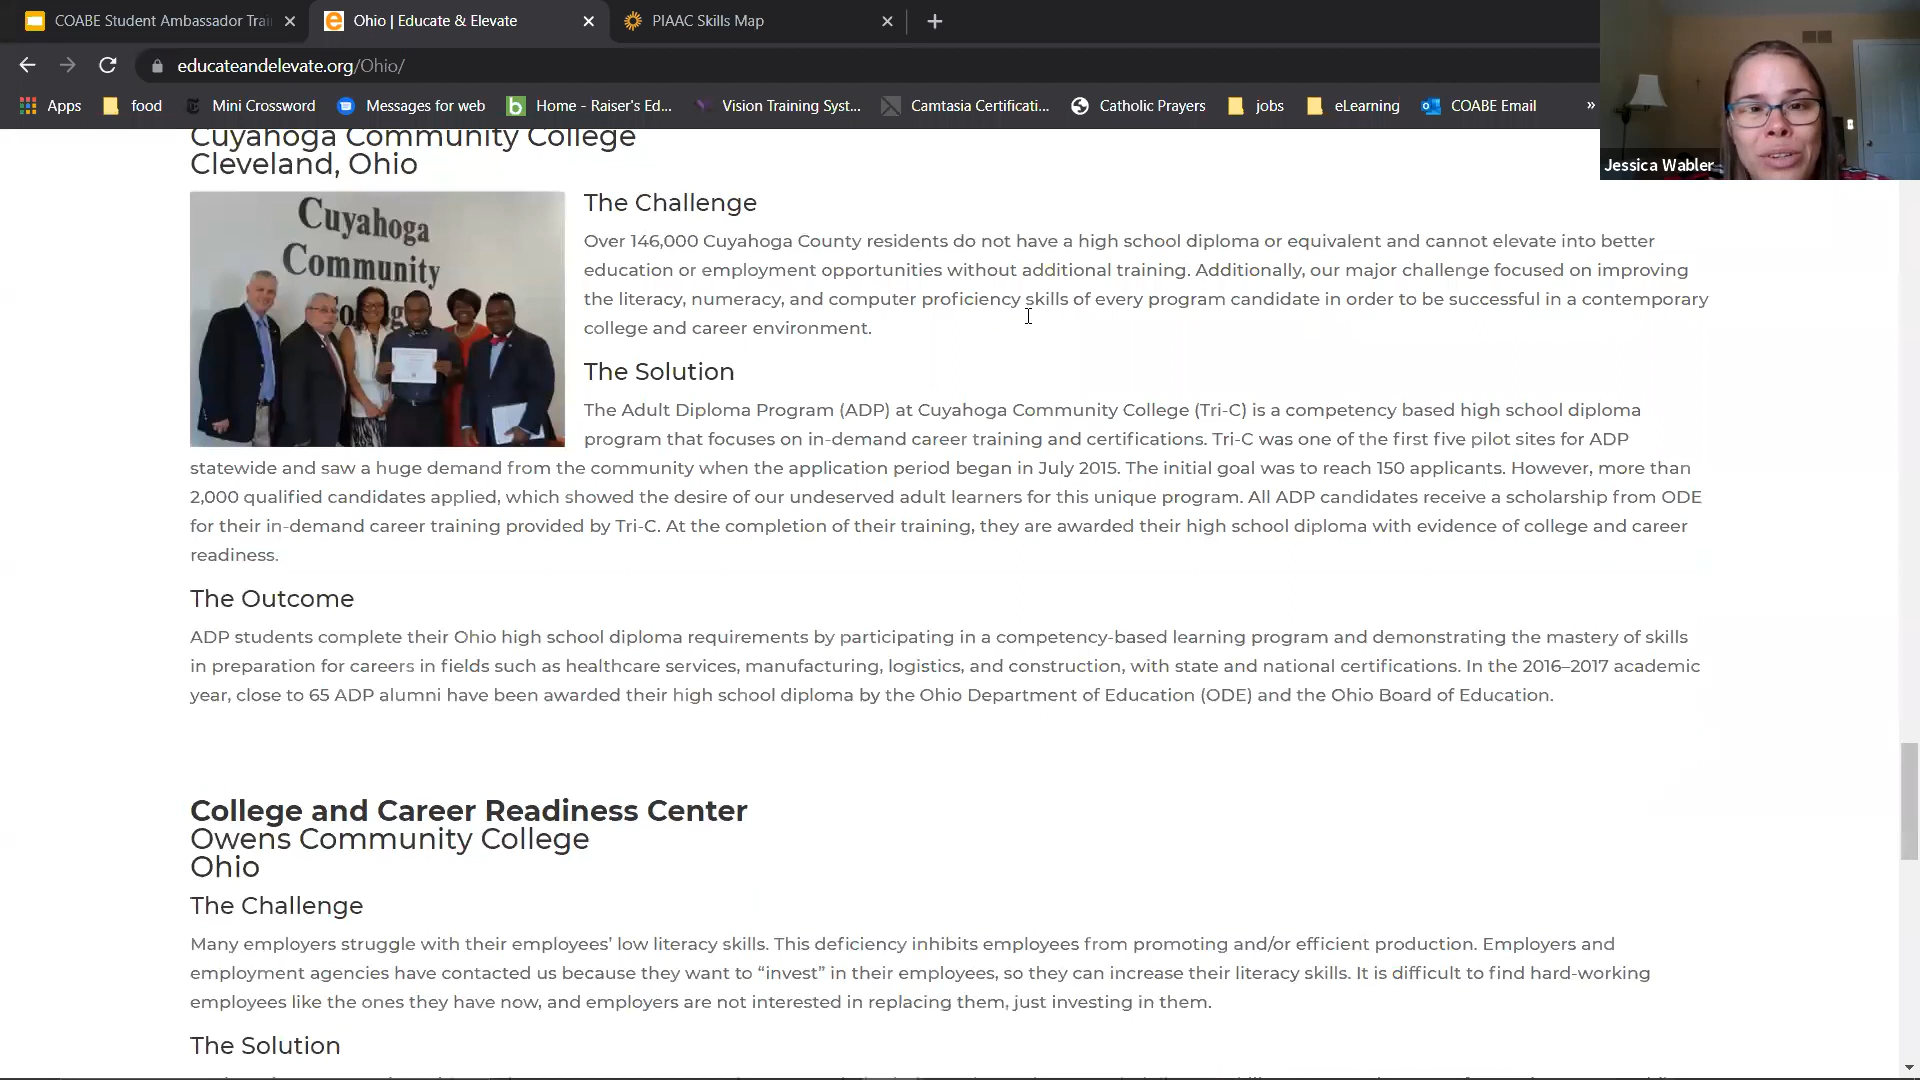 COABE Student Ambassador Trai
Ohio | Educate & Elevate
PIAAC Skills Map
educateandelevate.org/Ohio/
Apps
food
Mini Crossword
Messages for web
Home - Raiser's Ed...
Vision Training Syst...
Camtasia Certificati...
Catholic Prayers
jobs
eLearning
COABE Email
»
Jessica Wabler
Cuyahoga Community College
Cleveland, Ohio
Cuyahoga
Community
The Challenge
Over 146,000 Cuyahoga County residents do not have a high school diploma or equivalent and cannot elevate into better
education or employment opportunities without additional training. Additionally, our major challenge focused on improving
the literacy, numeracy, and computer proficiency skills of every program candidate in order to be successful in a contemporary
college and career environment.
The Solution
The Adult Diploma Program (ADP) at Cuyahoga Community College (Tri-C) is a competency based high school diploma
program that focuses on in-demand career training and certifications. Tri-C was one of the first five pilot sites for ADP
statewide and saw a huge demand from the community when the application period began in July 2015. The initial goal was to reach 150 applicants. However, more than
2,000 qualified candidates applied, which showed the desire of our undeserved adult learners for this unique program. All ADP candidates receive a scholarship from ODE
for their in-demand career training provided by Tri-C. At the completion of their training, they are awarded their high school diploma with evidence of college and career
readiness.
The Outcome
ADP students complete their Ohio high school diploma requirements by participating in a competency-based learning program and demonstrating the mastery of skills
in preparation for careers in fields such as healthcare services, manufacturing, logistics, and construction, with state and national certifications. In the 2016–2017 academic
year, close to 65 ADP alumni have been awarded their high school diploma by the Ohio Department of Education (ODE) and the Ohio Board of Education.
College and Career Readiness Center
Owens Community College
Ohio
The Challenge
Many employers struggle with their employees' low literacy skills. This deficiency inhibits employees from promoting and/or efficient production. Employers and
employment agencies have contacted us because they want to “invest” in their employees, so they can increase their literacy skills. It is difficult to find hard-working
employees like the ones they have now, and employers are not interested in replacing them, just investing in them.
The Solution